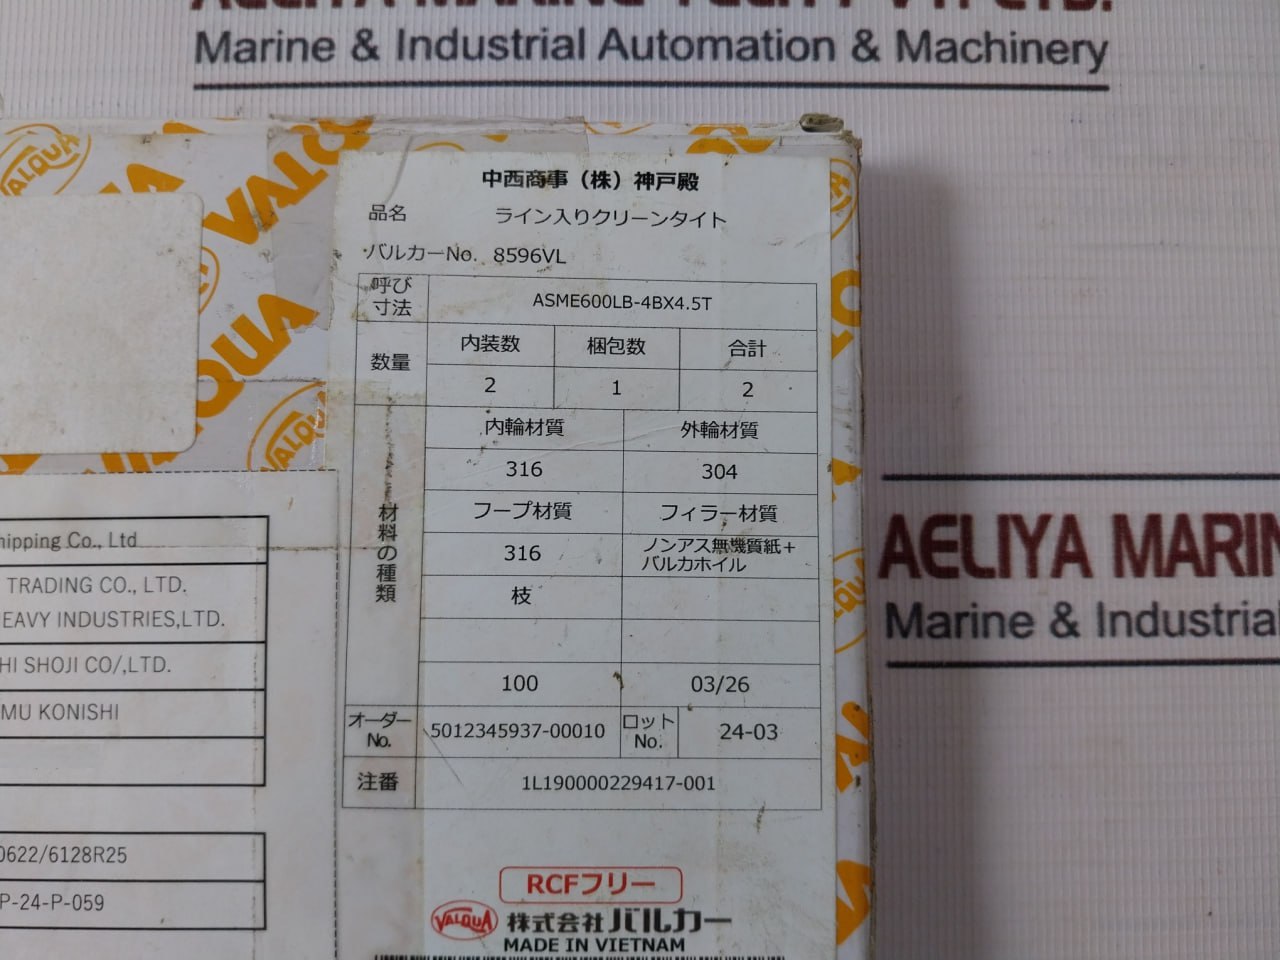 Marine & Industrial Automation & Machinery
VALQUA
VALQUA
中西商事（株）神戸殿
品名 ライン入りクリーンタイト
バルカーNo. 8596VL
呼び寸法 ASME600LB-4BX4.5T
数量 内装数 梱包数 合計
2 1 2
材料の種類
内輪材質 外輪材質
316 304
フープ材質 フィラー材質
316 ノンアス無機質紙＋
バルカホイル
枝
100 03/26
オーダーNo. 5012345937-00010 ロットNo. 24-03
注番 1L190000229417-001
RCFフリー
VALQUA 株式会社バルカー
MADE IN VIETNAM
VALQUA
hipping Co., Ltd
TRADING CO., LTD.
EAVY INDUSTRIES,LTD.
HI SHOJI CO/,LTD.
MU KONISHI
0622/6128R25
P-24-P-059
AELIYA MARIN
Marine & Industria